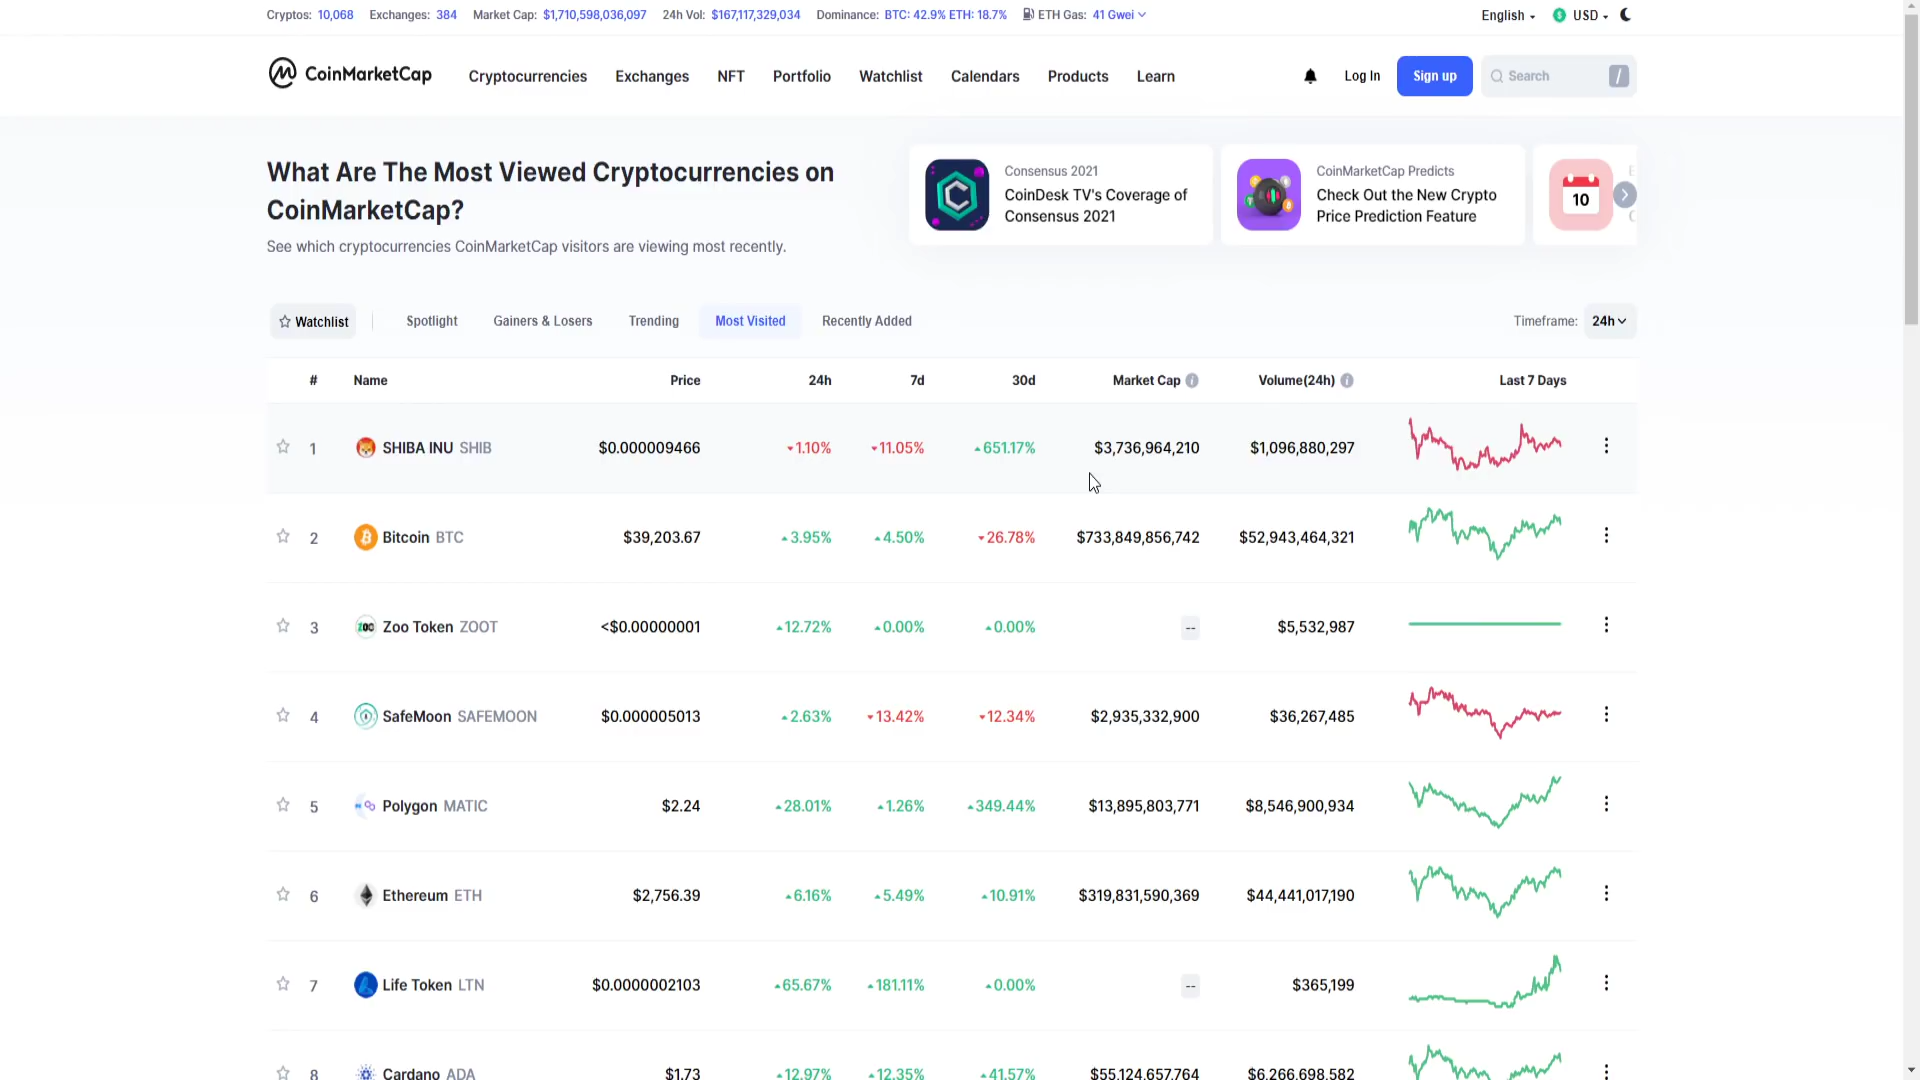 Cryptos: 10,068 Exchanges: 384 Market Cap: $1,710,598,036,097 24h Vol: $167,117,329,034 Dominance: BTC: 42.9% ETH: 18.7% ETH Gas: 41 Gwei English USD
CoinMarketCap Cryptocurrencies Exchanges NFT Portfolio Watchlist Calendars Products Learn Log In Sign up Search /
What Are The Most Viewed Cryptocurrencies on
CoinMarketCap?
See which cryptocurrencies CoinMarketCap visitors are viewing most recently.
Consensus 2021
CoinDesk TV's Coverage of
Consensus 2021
CoinMarketCap Predicts
Check Out the New Crypto
Price Prediction Feature
10
Watchlist Spotlight Gainers & Losers Trending Most Visited Recently Added Timeframe: 24h
# Name Price 24h 7d 30d Market Cap Volume(24h) Last 7 Days
1 SHIBA INU SHIB $0.000009466 1.10% 11.05% 651.17% $3,736,964,210 $1,096,880,297
2 Bitcoin BTC $39,203.67 3.95% 4.50% 26.78% $733,849,856,742 $52,943,464,321
3 Zoo Token ZOOT <$0.00000001 12.72% 0.00% 0.00% -- $5,532,987
4 SafeMoon SAFEMOON $0.000005013 2.63% 13.42% 12.34% $2,935,332,900 $36,267,485
5 Polygon MATIC $2.24 28.01% 1.26% 349.44% $13,895,803,771 $8,546,900,934
6 Ethereum ETH $2,756.39 6.16% 5.49% 10.91% $319,831,590,369 $44,441,017,190
7 Life Token LTN $0.0000002103 65.67% 181.11% 0.00% -- $365,199
8 Cardano ADA $1.73 12.97% 12.35% 41.57% $55,124,657,764 $6,266,698,582